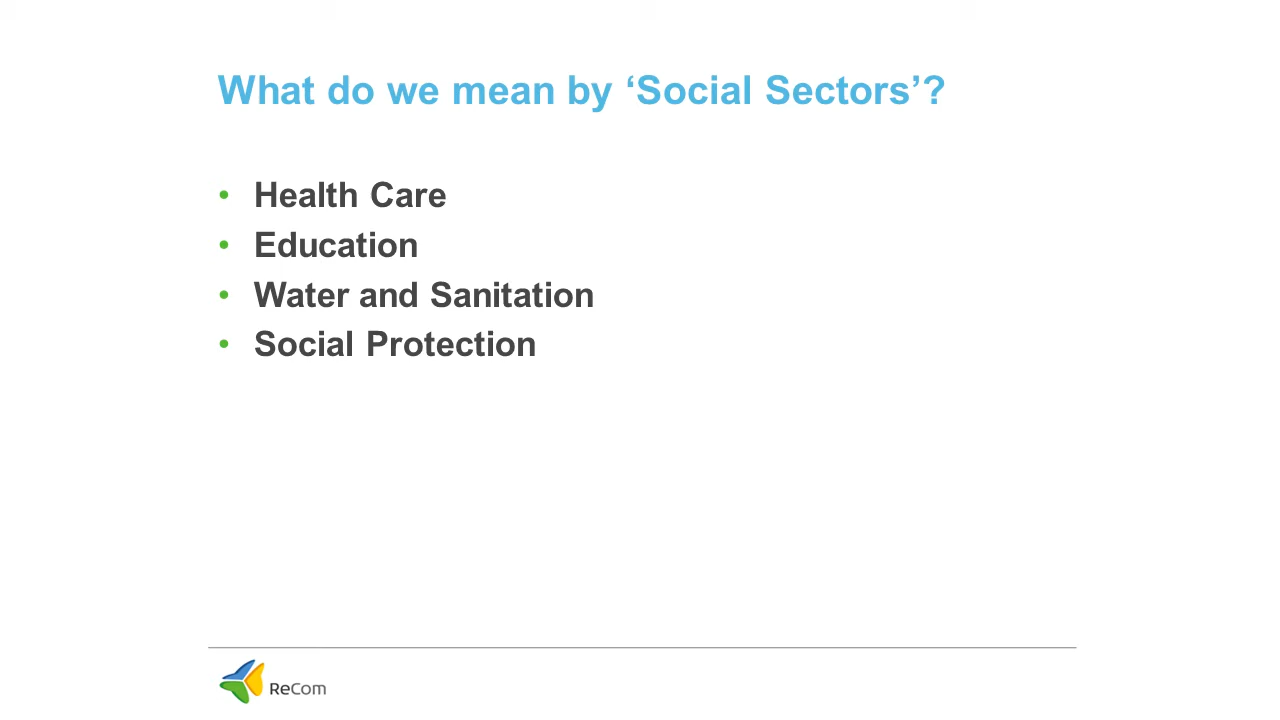 What do we mean by ‘Social Sectors’?
• Health Care
• Education
• Water and Sanitation
• Social Protection
ReCom